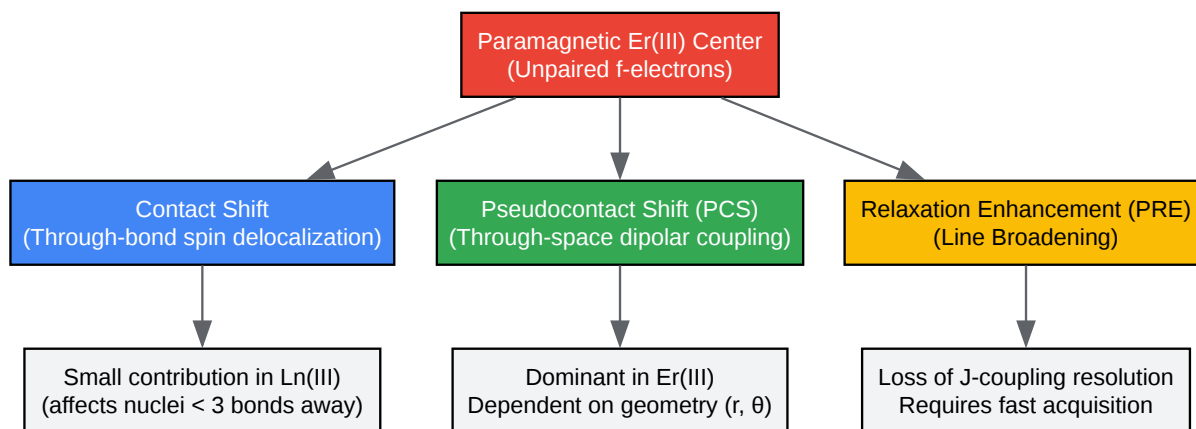 Paramagnetic Er(III) Center
(Unpaired f-electrons)
Contact Shift
(Through-bond spin delocalization)
Pseudocontact Shift (PCS)
(Through-space dipolar coupling)
Relaxation Enhancement (PRE)
(Line Broadening)
Small contribution in Ln(III)
(affects nuclei < 3 bonds away)
Dominant in Er(III)
Dependent on geometry (r, θ)
Loss of J-coupling resolution
Requires fast acquisition